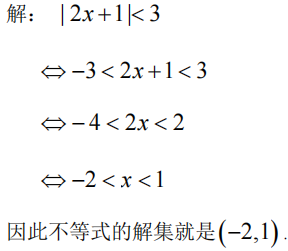 解： |2x+1|<3
⇔-3<2x+1<3
⇔-4<2x<2
⇔-2<x<1
因此不等式的解集就是(-2,1).